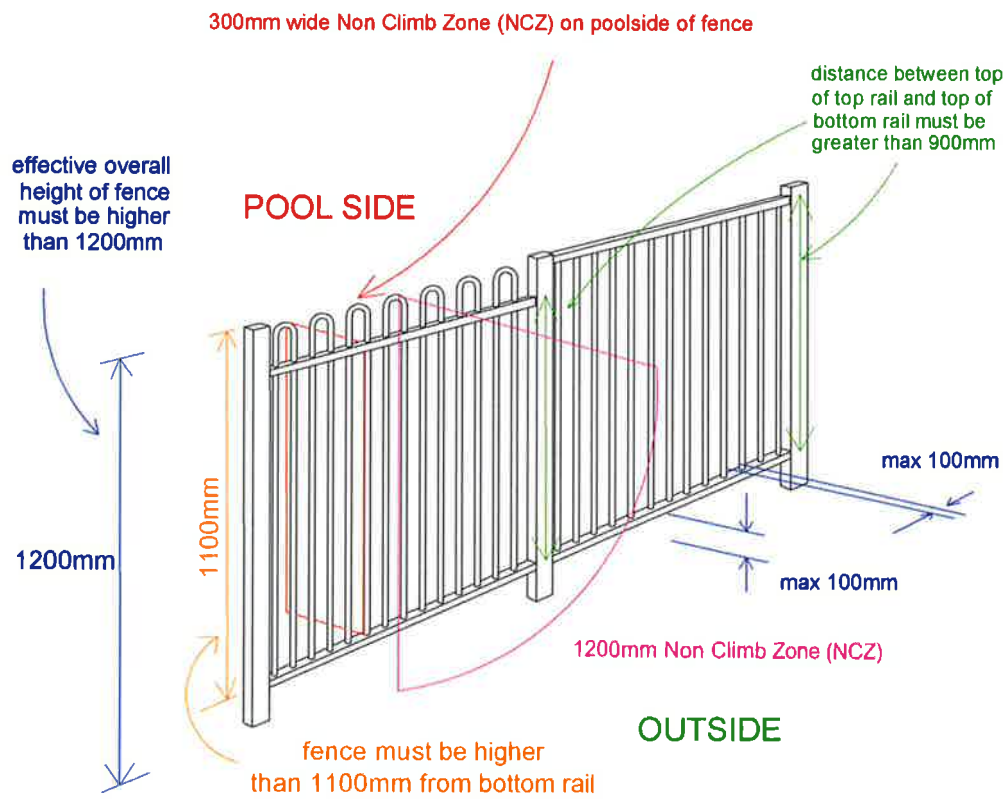 300mm wide Non Climb Zone (NCZ) on poolside of fence
distance between top
of top rail and top of
bottom rail must be
greater than 900mm
effective overall
height of fence
must be higher
than 1200mm
POOL SIDE
max 100mm
1100mm
1200mm
max 100mm
1200mm Non Climb Zone (NCZ)
OUTSIDE
fence must be higher
than 1100mm from bottom rail